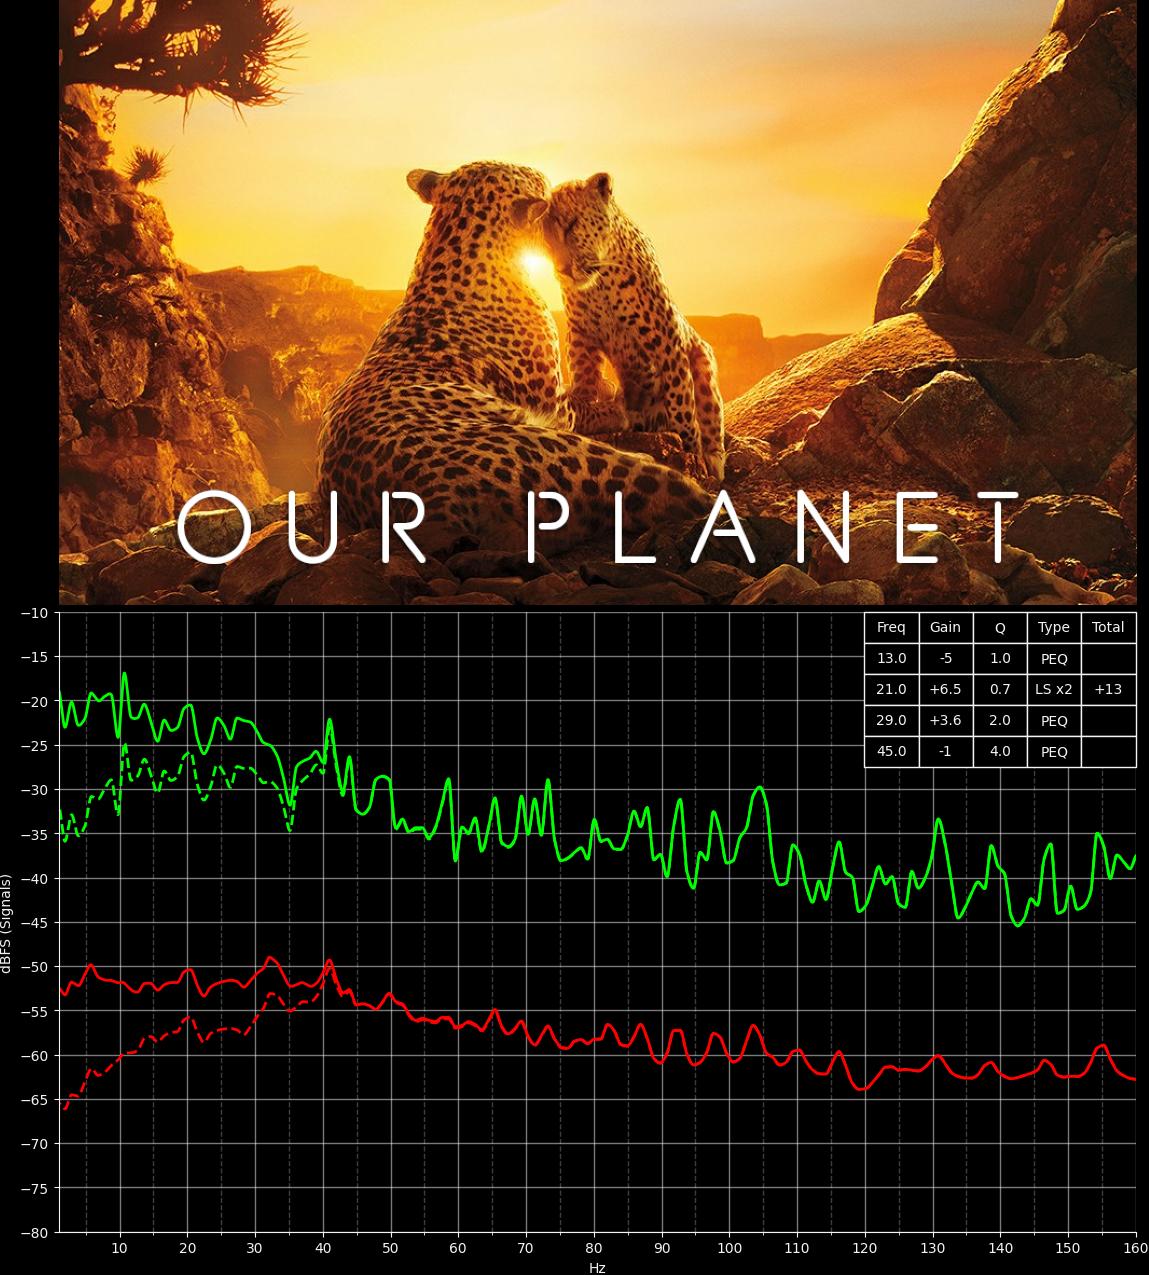 OUR PLANET
Freq Gain Q Type Total
13.0 -5 1.0 PEQ
21.0 +6.5 0.7 LS x2 +13
29.0 +3.6 2.0 PEQ
45.0 -1 4.0 PEQ
−10
−15
−20
−25
−30
−35
−40
−45
−50
−55
−60
−65
−70
−75
−80
dBFS (Signals)
10 20 30 40 50 60 70 80 90 100 110 120 130 140 150 160
Hz